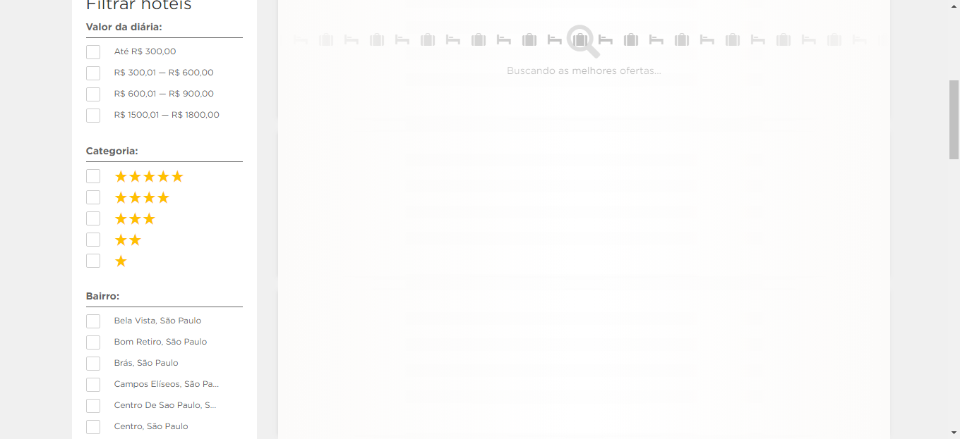 Filtrar hotéis
Valor da diária:
Até R$ 300,00
R$ 300,01 — R$ 600,00
R$ 600,01 — R$ 900,00
R$ 1500,01 — R$ 1800,00
Categoria:
Bairro:
Bela Vista, São Paulo
Bom Retiro, São Paulo
Brás, São Paulo
Campos Elíseos, São Pa...
Centro De Sao Paulo, S...
Centro, São Paulo
Buscando as melhores ofertas...